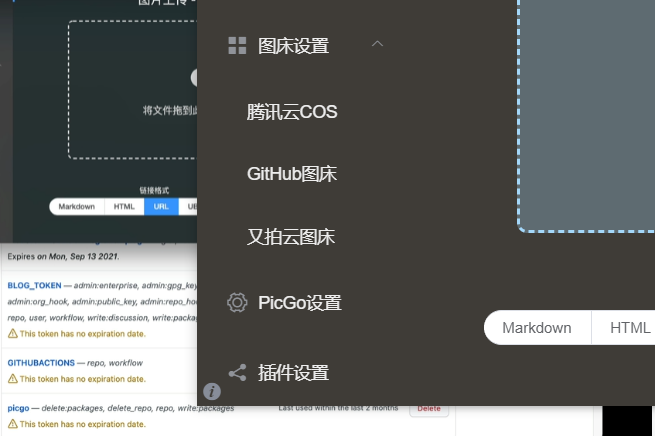 图片上传 -
将文件拖到此
链接格式
Markdown HTML URL
图床设置
腾讯云COS
GitHub图床
又拍云图床
PicGo设置
插件设置
Markdown HTML
Expires on Mon, Sep 13 2021.
BLOG_TOKEN — admin:enterprise, admin:gpg_key
admin:org_hook, admin:public_key, admin:repo_hoo
repo, user, workflow, write:discussion, write:packag
This token has no expiration date.
GITHUBACTIONS — repo, workflow
This token has no expiration date.
picgo — delete:packages, delete_repo, repo, write:packages Last used within the last 2 months Delete
This token has no expiration date.